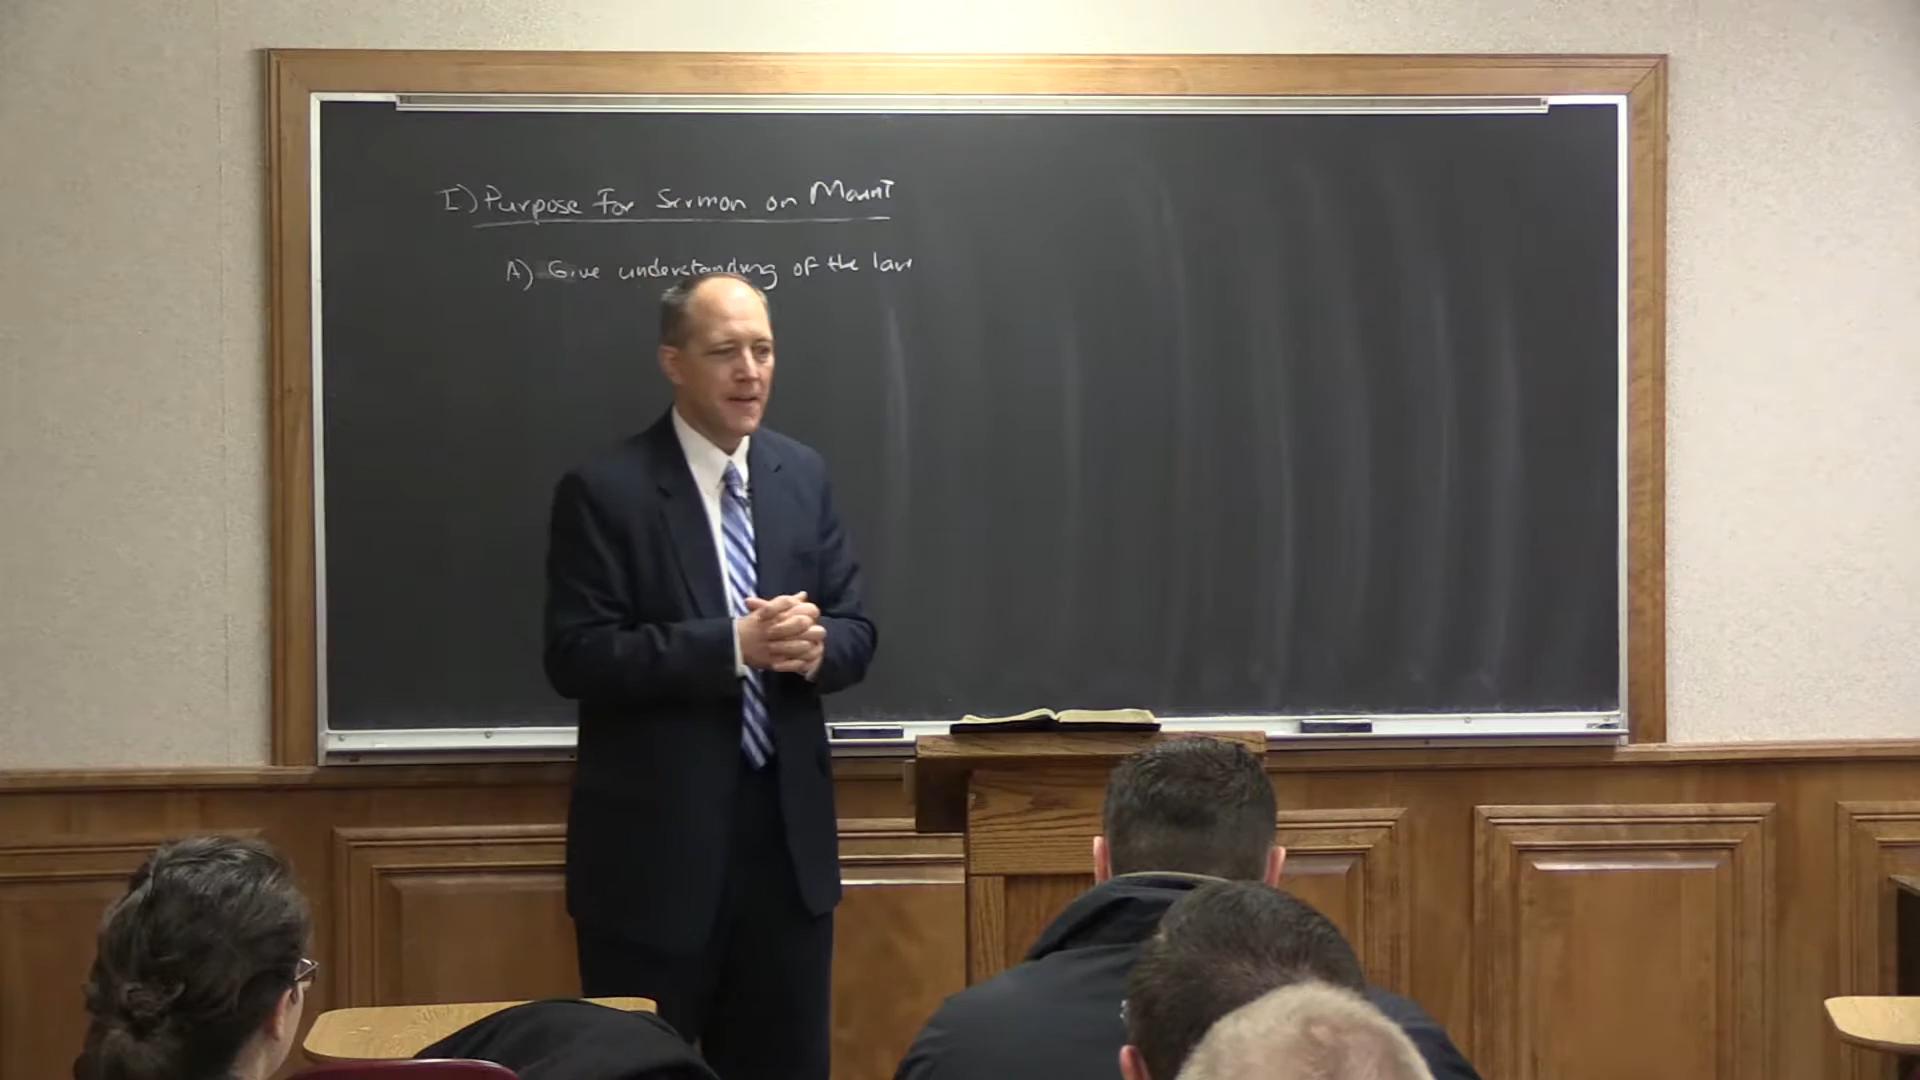 I) Purpose For Sermon on Mount
A) Give understanding of the law